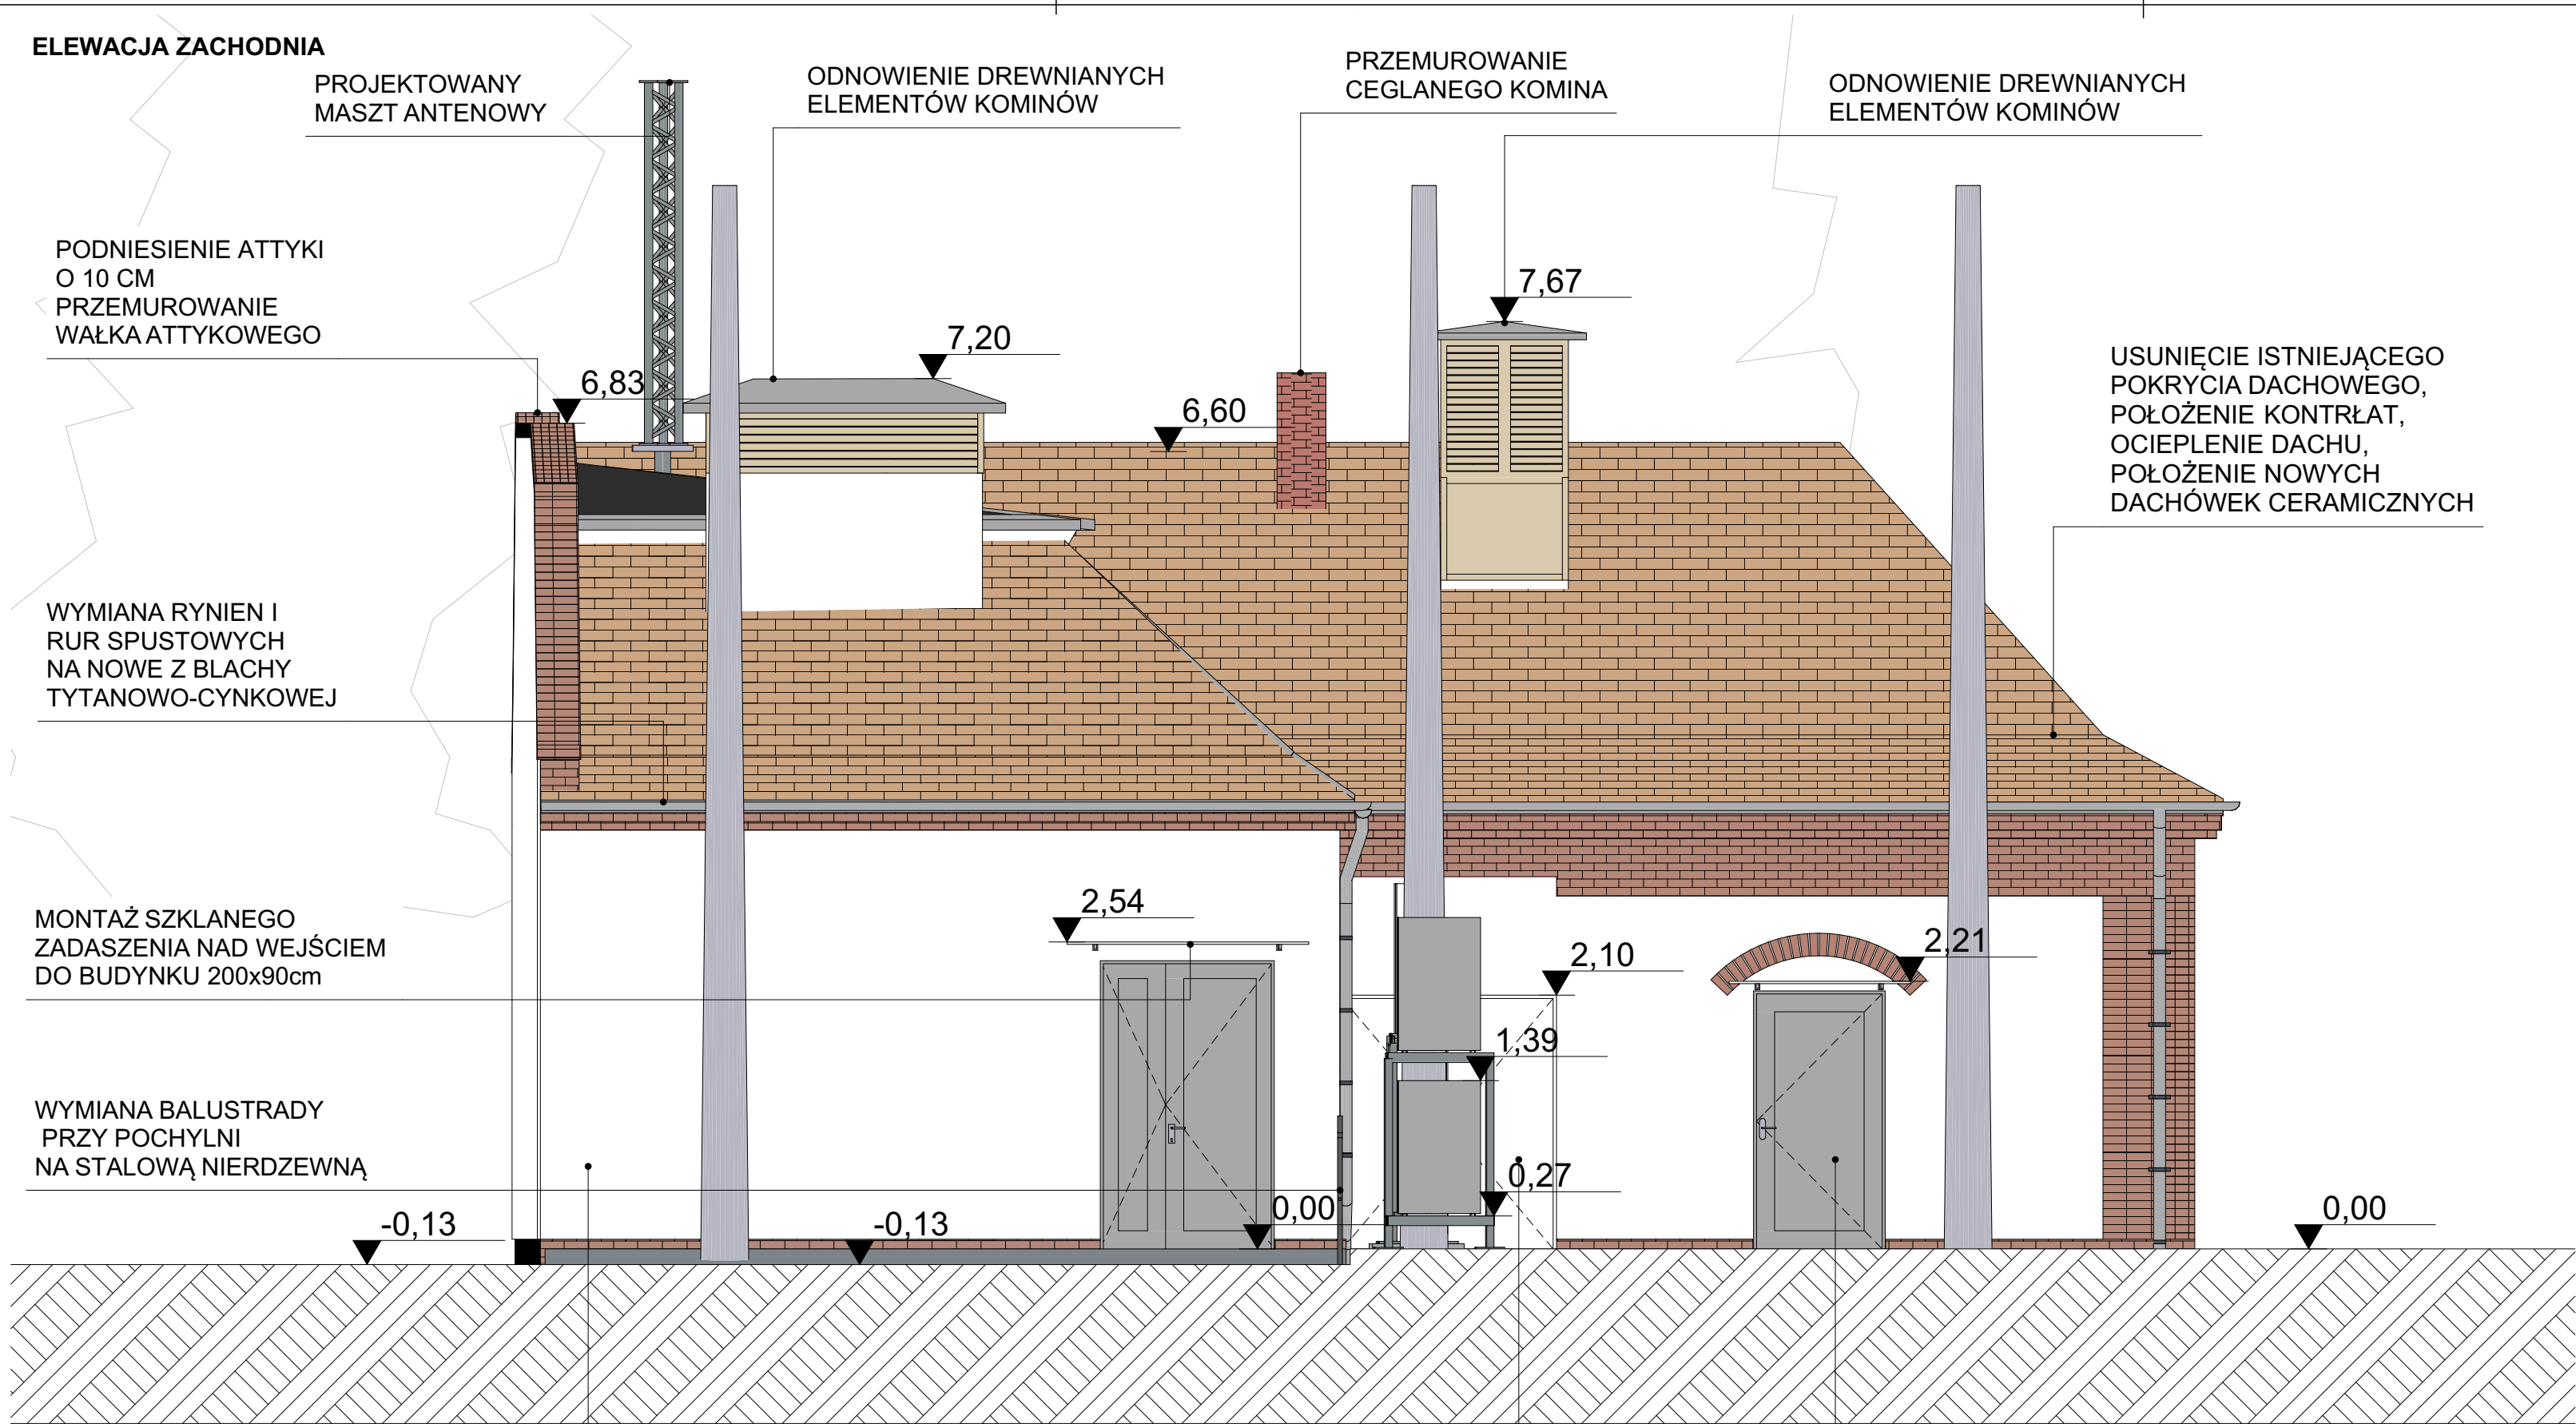 ELEWACJA ZACHODNIA
PROJEKTOWANY
MASZT ANTENOWY
ODNOWIENIE DREWNIANYCH
ELEMENTÓW KOMINÓW
PRZEMUROWANIE
CEGLANEGO KOMINA
ODNOWIENIE DREWNIANYCH
ELEMENTÓW KOMINÓW
PODNIESIENIE ATTYKI
O 10 CM
PRZEMUROWANIE
WAŁKA ATTYKOWEGO
7,67
7,20
6,83
6,60
USUNIĘCIE ISTNIEJĄCEGO
POKRYCIA DACHOWEGO,
POŁOŻENIE KONTRŁAT,
OCIEPLENIE DACHU,
POŁOŻENIE NOWYCH
DACHÓWEK CERAMICZNYCH
WYMIANA RYNIEN I
RUR SPUSTOWYCH
NA NOWE Z BLACHY
TYTANOWO-CYNKOWEJ
MONTAŻ SZKLANEGO
ZADASZENIA NAD WEJŚCIEM
DO BUDYNKU 200x90cm
2,54
2,10
2,21
1,39
WYMIANA BALUSTRADY
PRZY POCHYLNI
NA STALOWĄ NIERDZEWNĄ
0,27
-0,13
-0,13
0,00
0,00